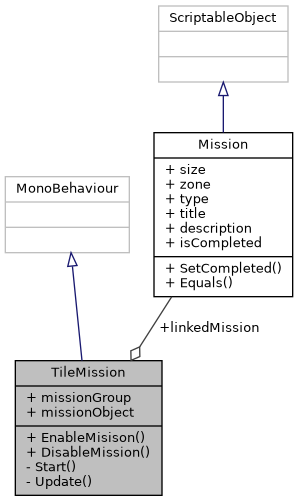 ScriptableObject
Mission
+ size
+ zone
+ type
+ title
+ description
+ isCompleted
+ SetCompleted()
+ Equals()
MonoBehaviour
+linkedMission
TileMission
+ missionGroup
+ missionObject
+ EnableMisison()
+ DisableMission()
- Start()
- Update()